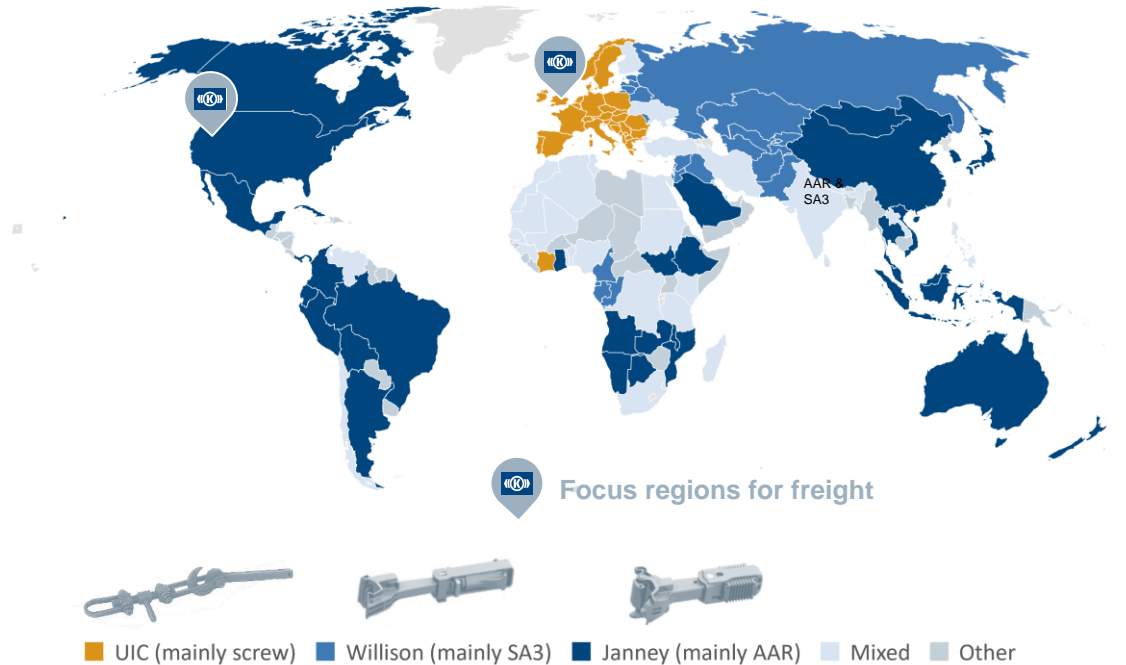 K
K
AAR &
SA3
K
Focus regions for freight
UIC (mainly screw)
Willison (mainly SA3)
Janney (mainly AAR)
Mixed
Other